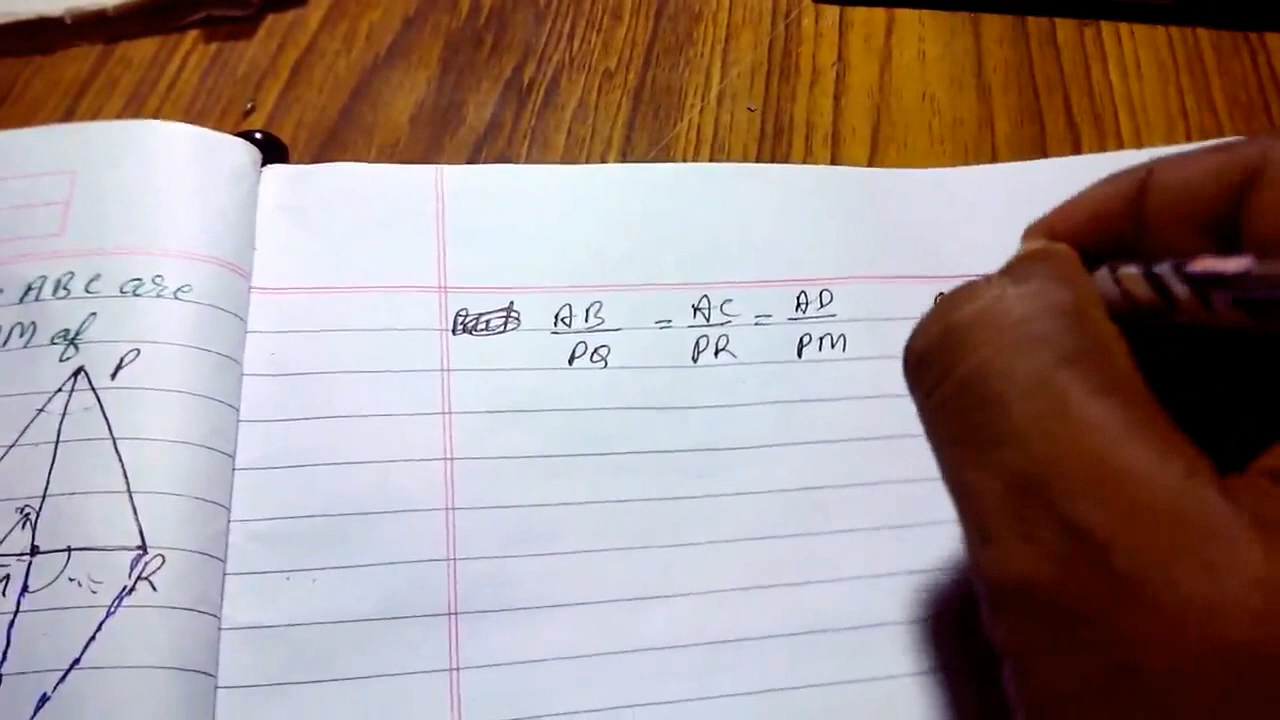 ABC are
M of
P
R
AB/PQ = AC/PR = AD/PM